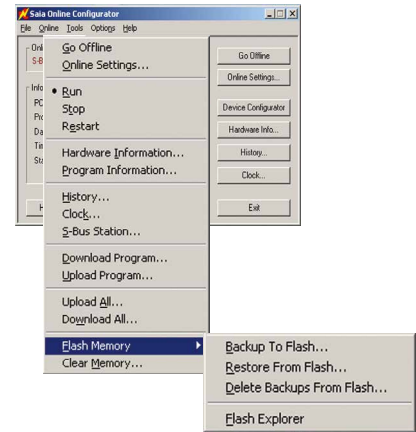 Saia Online Configurator
File Online Tools Options Help
Go Offline
Online Settings...
Run
Stop
Restart
Hardware Information...
Program Information...
History...
Clock...
S-Bus Station...
Download Program...
Upload Program...
Upload All...
Download All...
Flash Memory
Clear Memory...
Go Offline
Online Settings...
Device Configurator
Hardware Info...
History...
Clock...
Exit
Backup To Flash...
Restore From Flash...
Delete Backups From Flash...
Flash Explorer